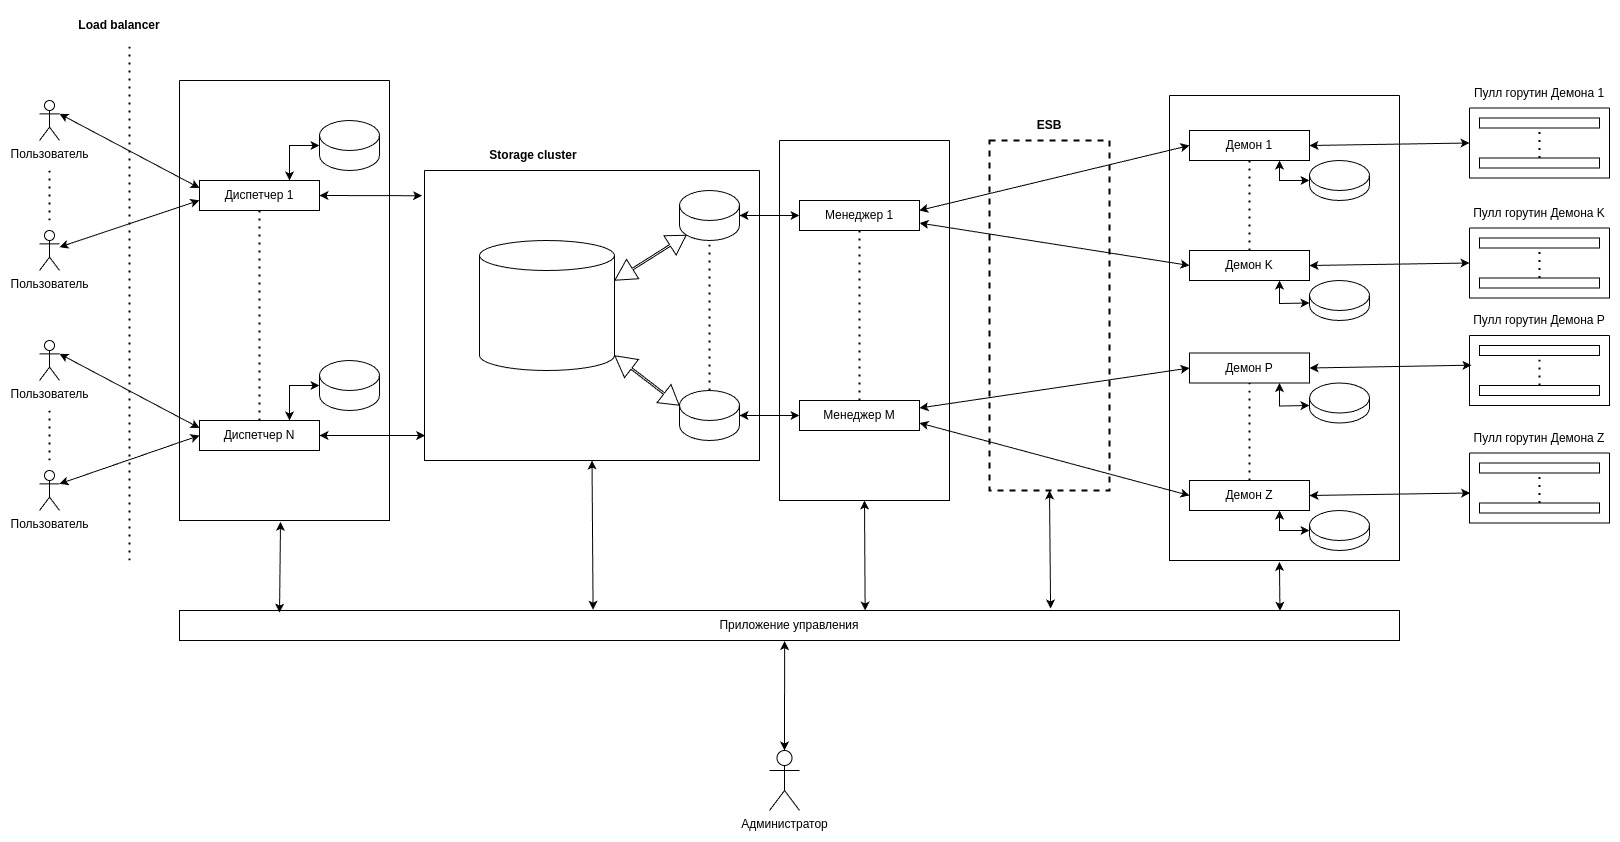 Load balancer
Пользователь
Пользователь
Пользователь
Пользователь
Диспетчер 1
Диспетчер N
Storage cluster
Менеджер 1
Менеджер M
ESB
Демон 1
Демон K
Демон P
Демон Z
Пулл горутин Демона 1
Пулл горутин Демона K
Пулл горутин Демона P
Пулл горутин Демона Z
Приложение управления
Администратор